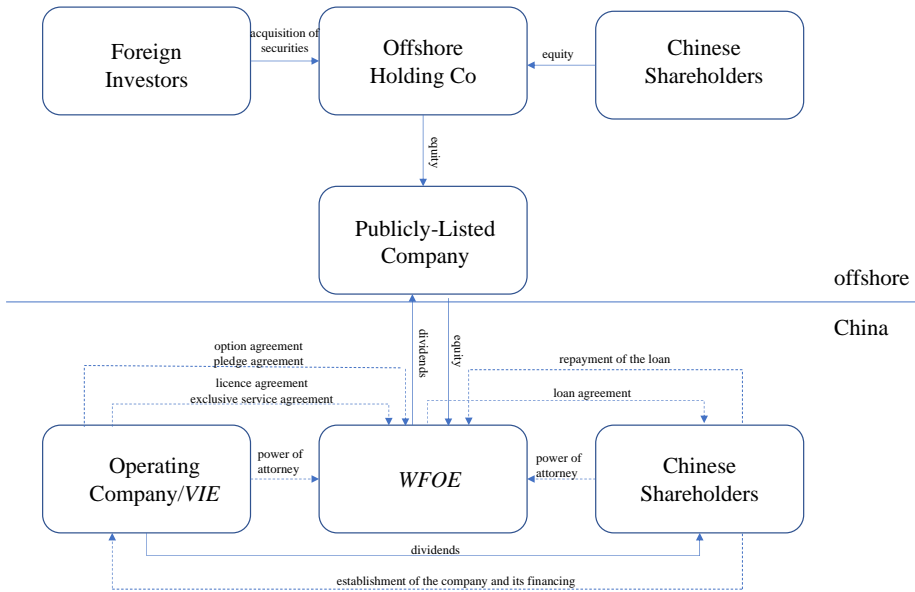 Foreign
Investors
acquisition of
securities
Offshore
Holding Co
equity
Chinese
Shareholders
equity
Publicly-Listed
Company
offshore
China
dividends
equity
option agreement
pledge agreement
licence agreement
exclusive service agreement
repayment of the loan
loan agreement
Operating
Company/VIE
power of
attorney
WFOE
power of
attorney
Chinese
Shareholders
dividends
establishment of the company and its financing